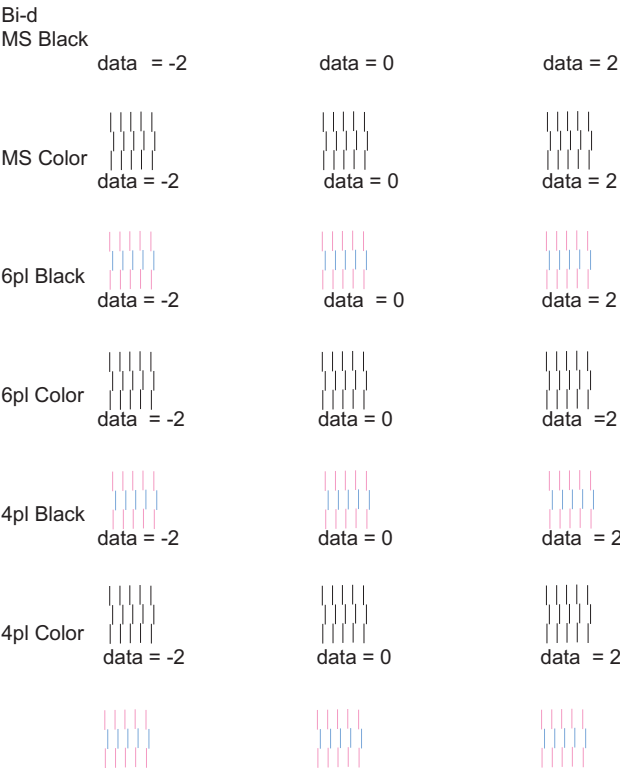 Bi-d
MS Black
data = -2 data = 0 data = 2
MS Color
data = -2 data = 0 data = 2
6pl Black
data = -2 data = 0 data = 2
6pl Color
data = -2 data = 0 data =2
4pl Black
data = -2 data = 0 data = 2
4pl Color
data = -2 data = 0 data = 2